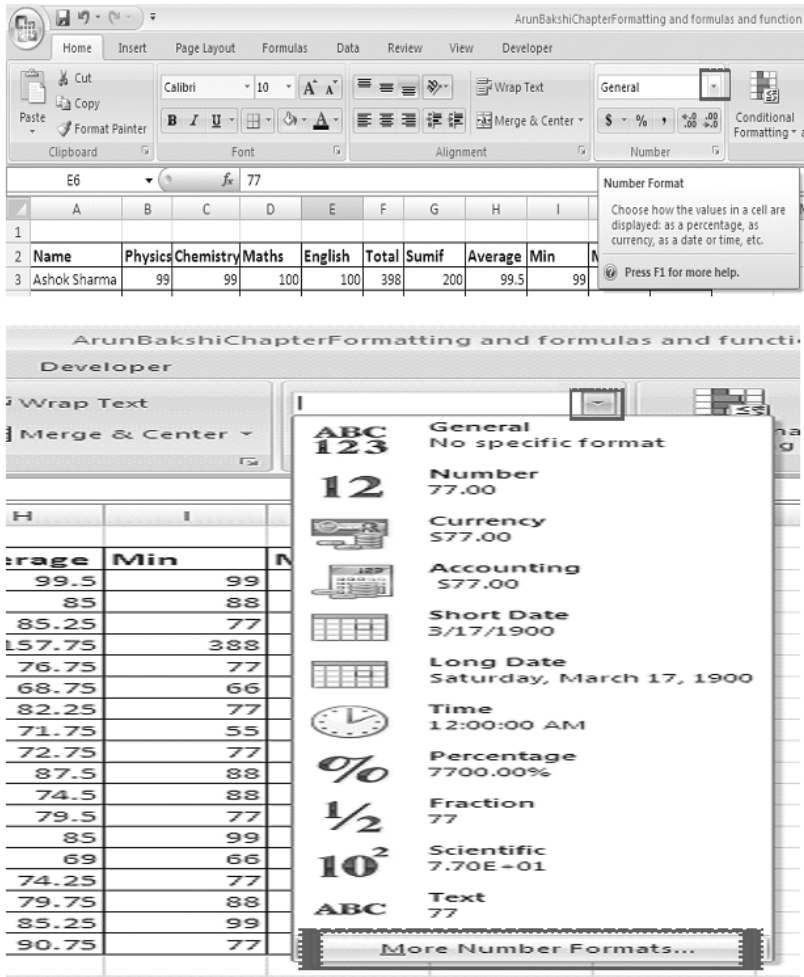 ArunBakshiChapterFormatting and formulas and function
Home Insert Page Layout Formulas Data Review View Developer
Cut
Copy
Paste
Format Painter
Calibri 10 A A
B I U A
Wrap Text
Merge & Center
General
$ % ,
Conditional
Formatting
Clipboard Font Alignment Number
E6 fx 77
Number Format
Choose how the values in a cell are
displayed: as a percentage, as
currency, as a date or time, etc.
Press F1 for more help.
A B C D E F G H I
1
2 Name Physics Chemistry Maths English Total Sumif Average Min
3 Ashok Sharma 99 99 100 100 398 200 99.5 99
ArunBakshiChapterFormatting and formulas and functi
Developer
Wrap Text
Merge & Center
H I
erage Min
99.5 99
85 88
85.25 77
157.75 388
76.75 77
68.75 66
82.25 77
71.75 55
72.75 77
87.5 88
74.5 88
79.5 77
85 99
69 66
74.25 77
79.75 88
85.25 99
90.75 77
ABC
123
General
No specific format
12
Number
77.00
Currency
$77.00
Accounting
$77.00
Short Date
3/17/1900
Long Date
Saturday, March 17, 1900
Time
12:00:00 AM
%
Percentage
7700.00%
1/2
Fraction
77
10²
Scientific
7.70E+01
ABC
Text
77
More Number Formats...